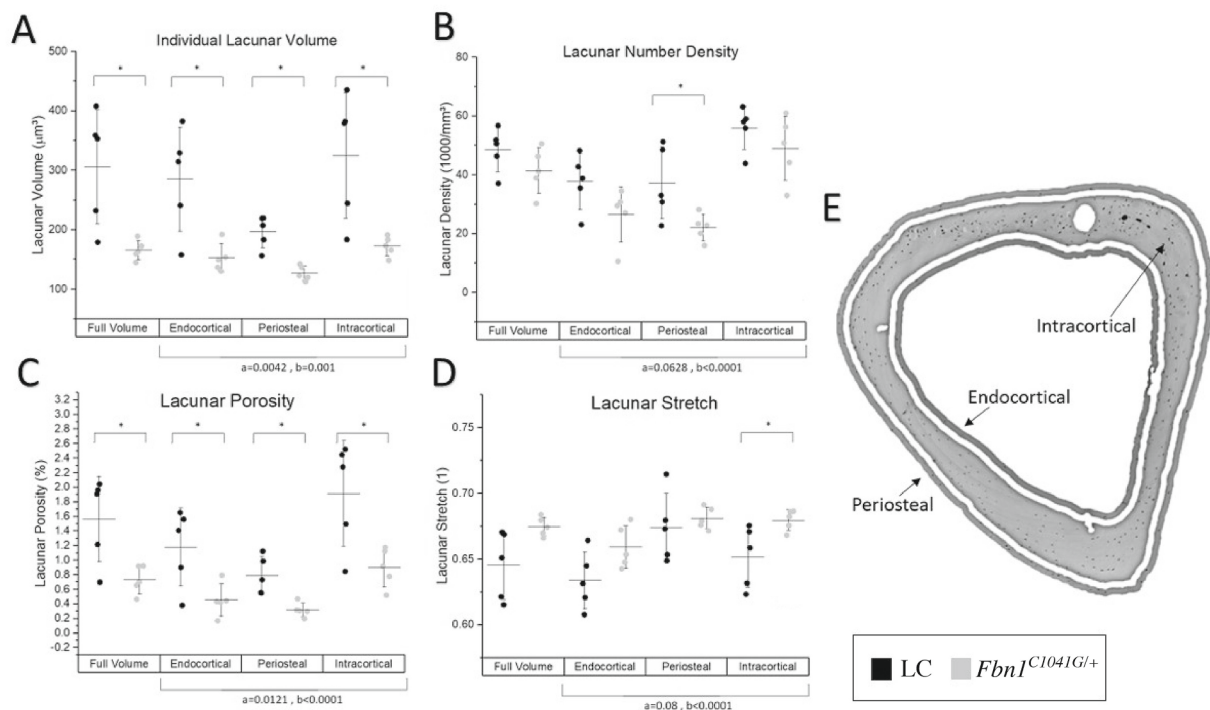 A
Individual Lacunar Volume
Lacunar Volume (μm³)
500
400
300
200
100
* * * *
Full Volume Endocortical Periosteal Intracortical
a=0.0042 , b=0.001
B
Lacunar Number Density
Lacunar Density (1000/mm³)
80
60
40
20
0
*
Full Volume Endocortical Periosteal Intracortical
a=0.0628 , b<0.0001
C
Lacunar Porosity
Lacunar Porosity (%)
3.2
3.0
2.8
2.6
2.4
2.2
2.0
1.8
1.6
1.4
1.2
1.0
0.8
0.6
0.4
0.2
0.0
-0.2
* * * *
Full Volume Endocortical Periosteal Intracortical
a=0.0121 , b<0.0001
D
Lacunar Stretch
Lacunar Stretch (1)
0.75
0.70
0.65
0.60
*
Full Volume Endocortical Periosteal Intracortical
a=0.08 , b<0.0001
E
Intracortical
Endocortical
Periosteal
LC Fbn1^C1041G/+